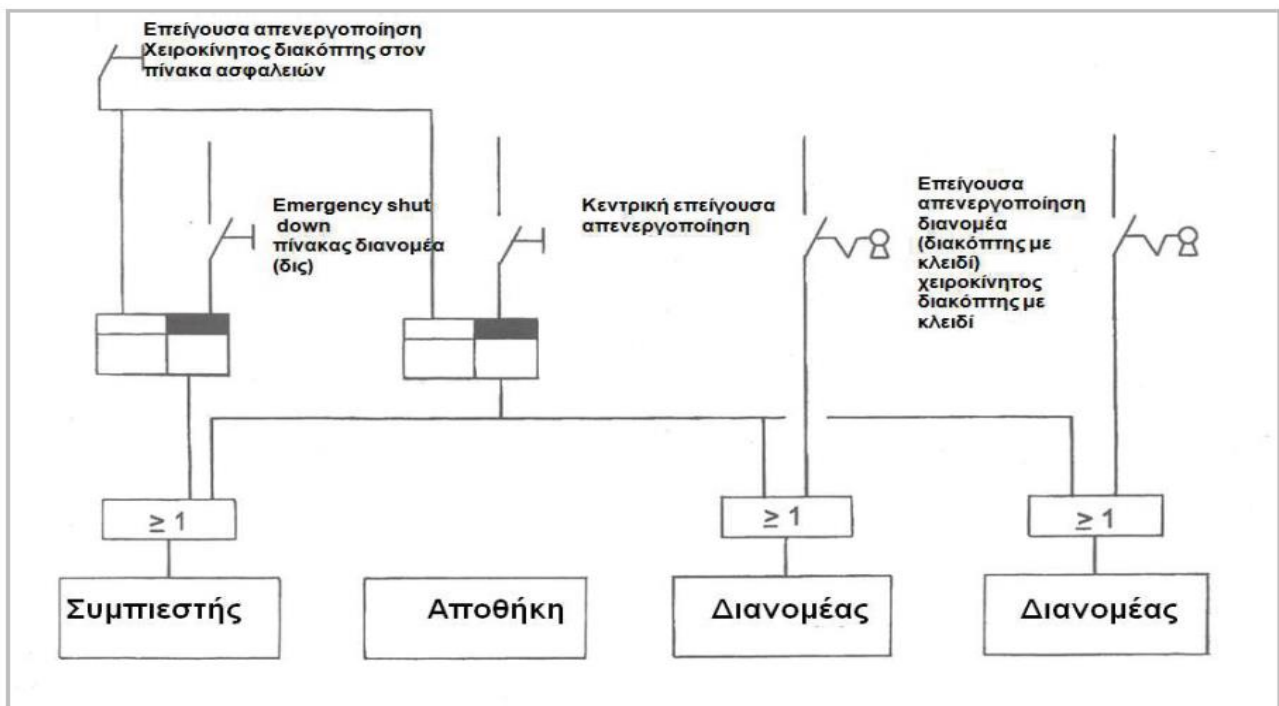 Επείγουσα απενεργοποίηση
Χειροκίνητος διακόπτης στον
πίνακα ασφαλειών
Emergency shut
down
πίνακας διανομέα
(δις)
Κεντρική επείγουσα
απενεργοποίηση
Επείγουσα
απενεργοποίηση
διανομέα
(διακόπτης με
κλειδί)
χειροκίνητος
διακόπτης με
κλειδί
≥ 1
≥ 1
≥ 1
Συμπιεστής
Αποθήκη
Διανομέας
Διανομέας